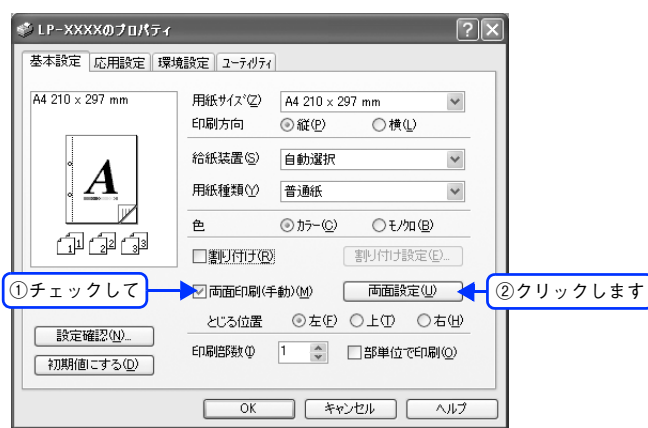 LP-XXXXのプロパティ
基本設定 応用設定 環境設定 ユーティリティ
A4 210 x 297 mm
用紙サイズ(Z) A4 210 x 297 mm
印刷方向 縦(P) 横(L)
給紙装置(S) 自動選択
用紙種類(Y) 普通紙
A
色 カラー(C) モノクロ(B)
1 1 2 2 3 3
割り付け(R) 割り付け設定(E)...
①チェックして 両面印刷(手動)(M) 両面設定(U) ②クリックします
とじる位置 左(F) 上(T) 右(H)
設定確認(N)...
印刷部数(I) 1 部単位で印刷(O)
初期値にする(D)
OK キャンセル ヘルプ